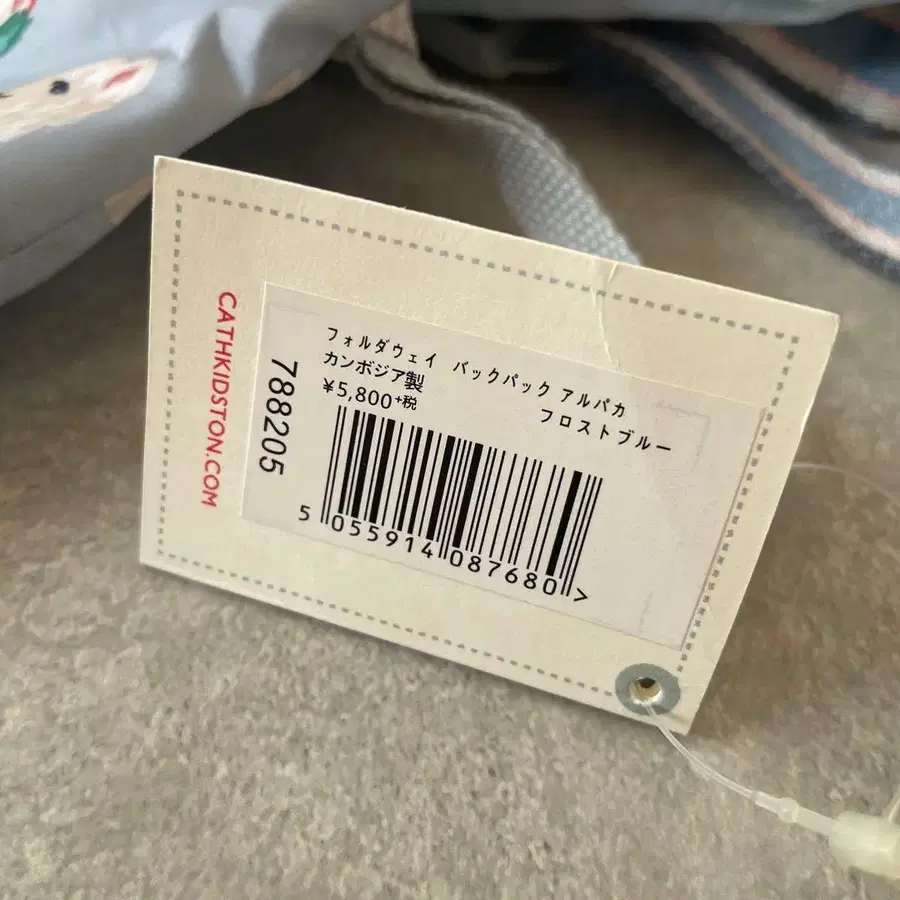 CATHKIDSTON.COM
788205
フォルダウェイ バックパック アルパカ
カンボジア製 フロストブルー
¥5,800+税
5 055914 087680 >